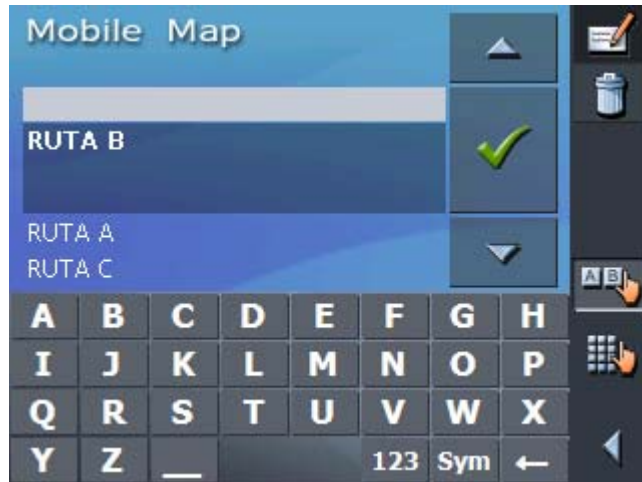 Mobile Map
RUTA B
RUTA A
RUTA C
A B
A B C D E F G H
I J K L M N O P
Q R S T U V W X
Y Z _ 123 Sym ←